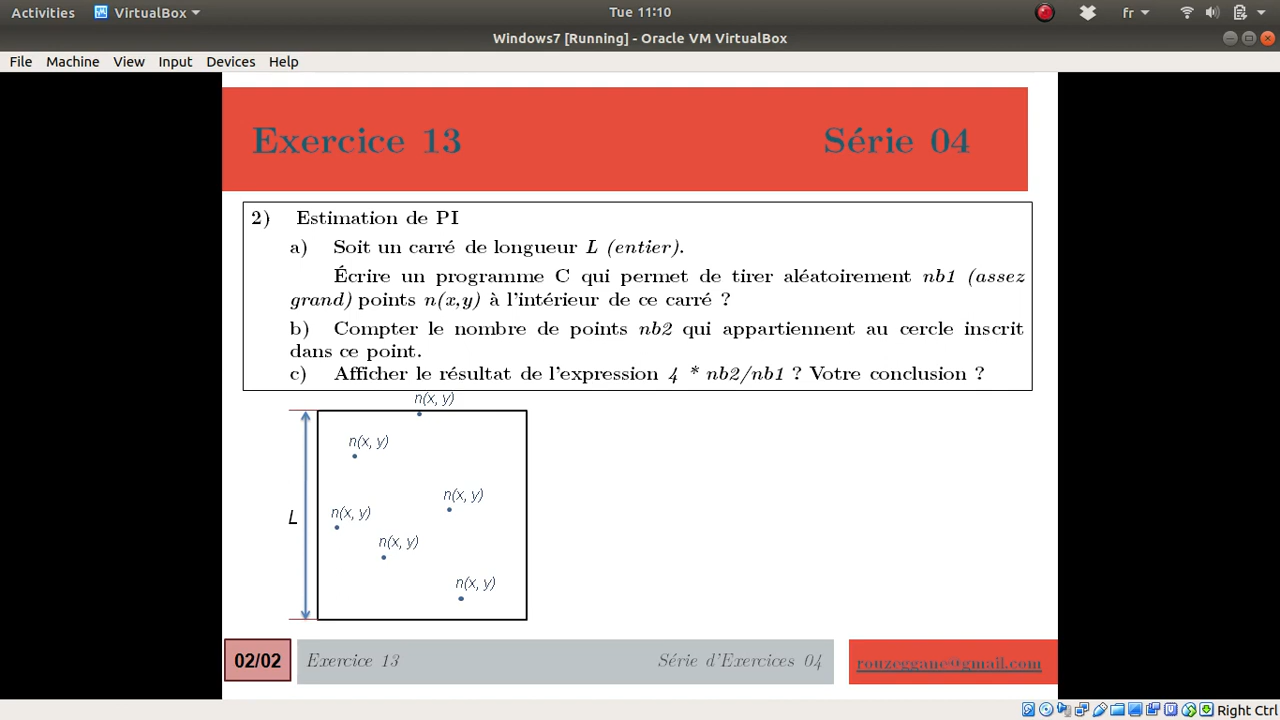 Activities VirtualBox Tue 11:10 fr
Windows7 [Running] - Oracle VM VirtualBox
File Machine View Input Devices Help
Exercice 13 Série 04
2) Estimation de PI
a) Soit un carré de longueur L (entier).
Écrire un programme C qui permet de tirer aléatoirement nb1 (assez
grand) points n(x,y) à l'intérieur de ce carré ?
b) Compter le nombre de points nb2 qui appartiennent au cercle inscrit
dans ce point.
c) Afficher le résultat de l'expression 4 * nb2/nb1 ? Votre conclusion ?
n(x, y)
n(x, y)
n(x, y)
n(x, y)
L
n(x, y)
n(x, y)
02/02 Exercice 13 Série d'Exercices 04 rouzeggane@gmail.com
Right Ctrl